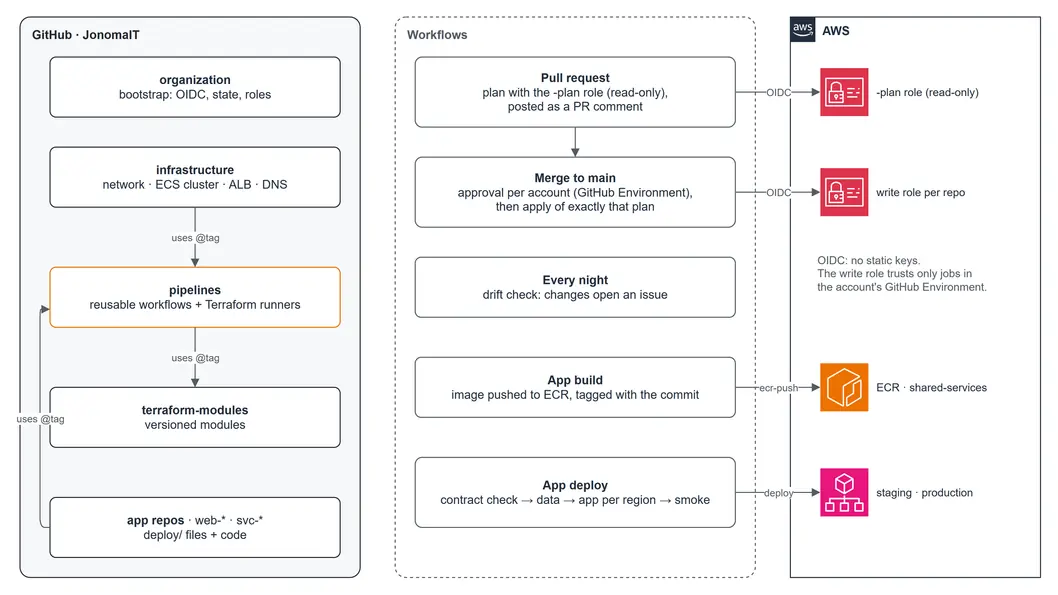 GitHub · JonomaIT
organization
bootstrap: OIDC, state, roles
infrastructure
network · ECS cluster · ALB · DNS
uses @tag
pipelines
reusable workflows + Terraform runners
uses @tag
terraform-modules
versioned modules
uses @tag
app repos · web-* · svc-*
deploy/ files + code
Workflows
Pull request
plan with the -plan role (read-only),
posted as a PR comment
Merge to main
approval per account (GitHub Environment),
then apply of exactly that plan
Every night
drift check: changes open an issue
App build
image pushed to ECR, tagged with the commit
App deploy
contract check → data → app per region → smoke
OIDC
OIDC
ecr-push
deploy
aws
AWS
-plan role (read-only)
write role per repo
OIDC: no static keys.
The write role trusts only jobs in
the account's GitHub Environment.
ECR · shared-services
staging · production